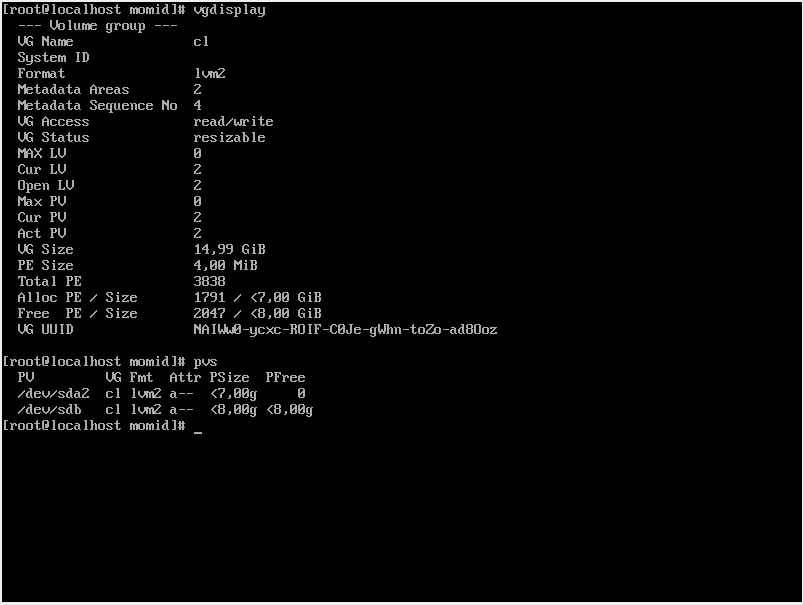 [root@localhost momid]# vgdisplay
  --- Volume group ---
  VG Name               cl
  System ID
  Format                lvm2
  Metadata Areas        2
  Metadata Sequence No  4
  VG Access             read/write
  VG Status             resizable
  MAX LV                0
  Cur LV                2
  Open LV               2
  Max PV                0
  Cur PV                2
  Act PV                2
  VG Size               14,99 GiB
  PE Size               4,00 MiB
  Total PE              3838
  Alloc PE / Size       1791 / <7,00 GiB
  Free  PE / Size       2047 / <8,00 GiB
  VG UUID               NAIWw0-ycxc-ROIF-C0Je-gWhn-toZo-ad8Ooz

[root@localhost momid]# pvs
  PV         VG Fmt  Attr PSize  PFree
  /dev/sda2  cl lvm2 a--  <7,00g     0
  /dev/sdb   cl lvm2 a--  <8,00g <8,00g
[root@localhost momid]# _